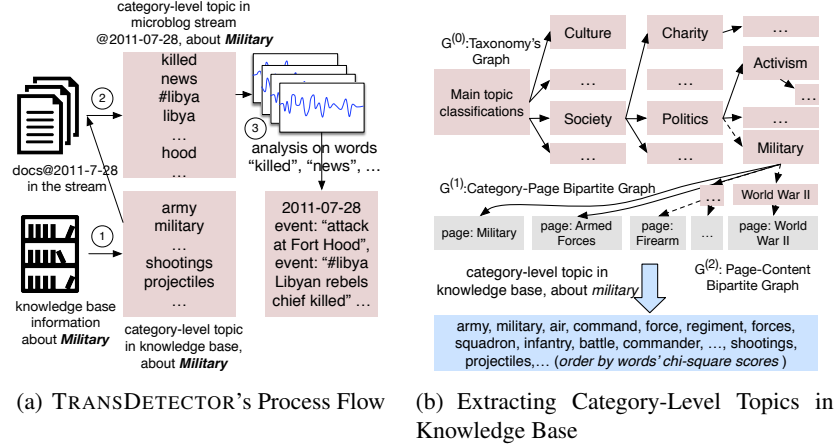 category-level topic in
microblog stream
@2011-07-28, about Military
killed
news
#libya
libya
…
hood
…
②
docs@2011-7-28
in the stream
③
analysis on words
“killed”, “news”, …
①
knowledge base
information
about Military
army
military
…
shootings
projectiles
…
category-level topic
in knowledge base,
about Military
2011-07-28
event: “attack
at Fort Hood”,
event: “#libya
Libyan rebels
chief killed” …
(a) TRANSDETECTOR’s Process Flow
G(0):Taxonomy’s
Graph
Main topic
classifications
Culture
…
Society
…
Charity
…
Politics
…
…
Activism
…
…
Military
G(1):Category-Page Bipartite Graph
…
World War II
page: Military
page: Armed
Forces
page:
Firearm
…
page: World
War II
G(2): Page-Content
Bipartite Graph
category-level topic in
knowledge base, about military
army, military, air, command, force, regiment, forces,
squadron, infantry, battle, commander, …, shootings,
projectiles,… (order by words’ chi-square scores )
(b) Extracting Category-Level Topics in
Knowledge Base